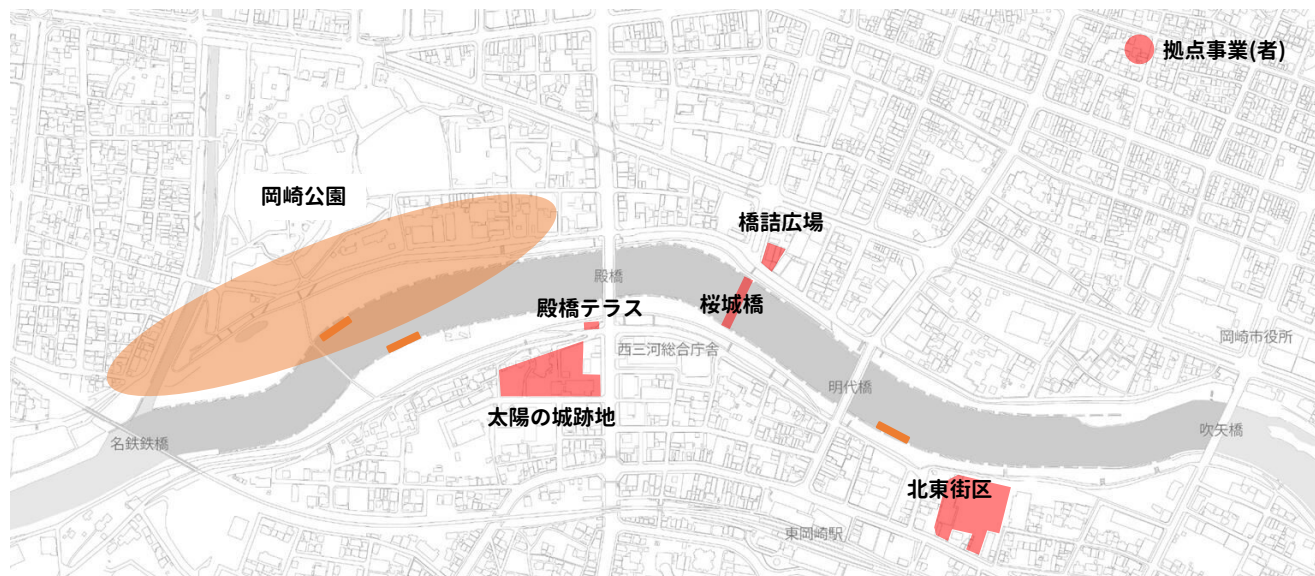 拠点事業(者)
岡崎公園
橋詰広場
殿橋
殿橋テラス
桜城橋
西三河総合庁舎
岡崎市役所
明代橋
太陽の城跡地
吹矢橋
名鉄鉄橋
北東街区
東岡崎駅